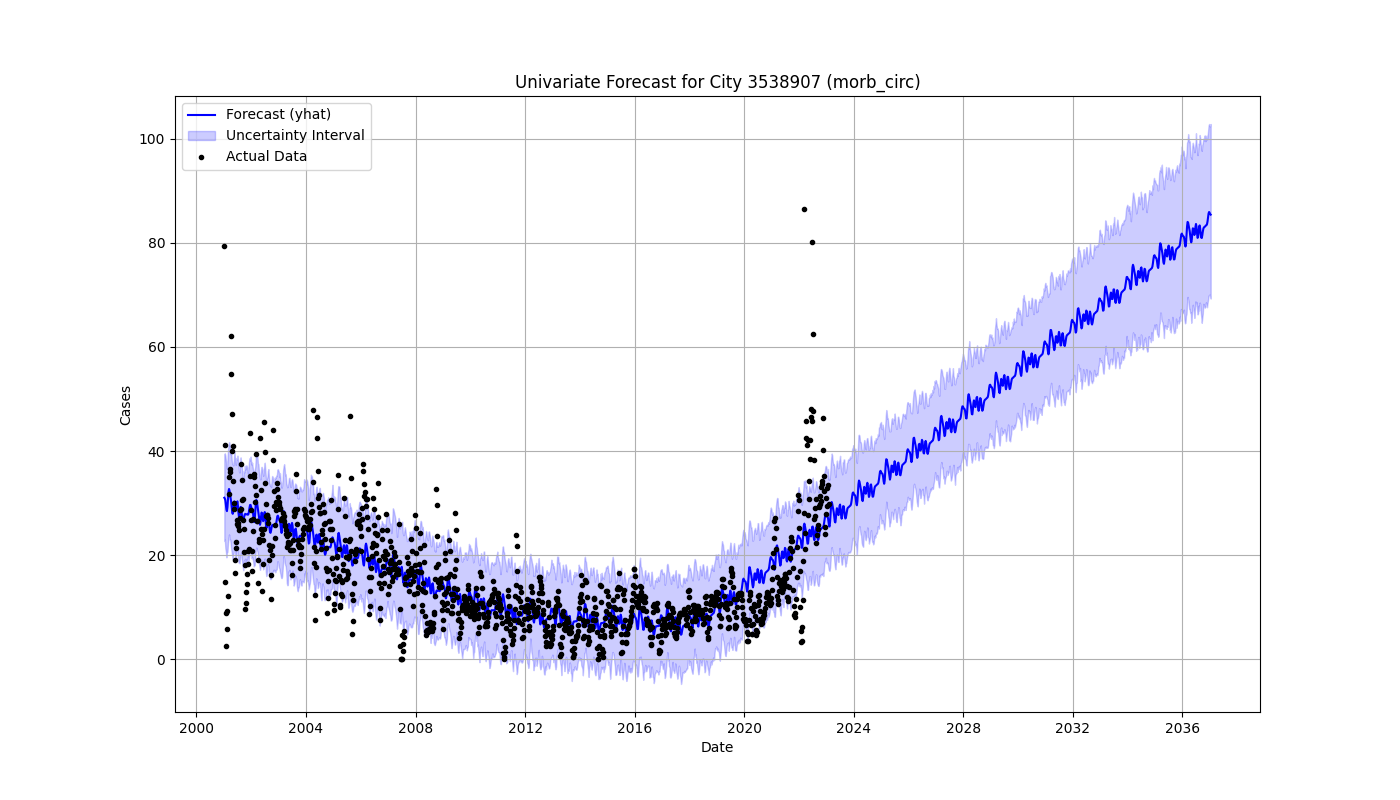 Univariate Forecast for City 3538907 (morb_circ)
Forecast (yhat)
Uncertainty Interval
Actual Data
100
80
60
40
20
0
Cases
2000 2004 2008 2012 2016 2020 2024 2028 2032 2036
Date